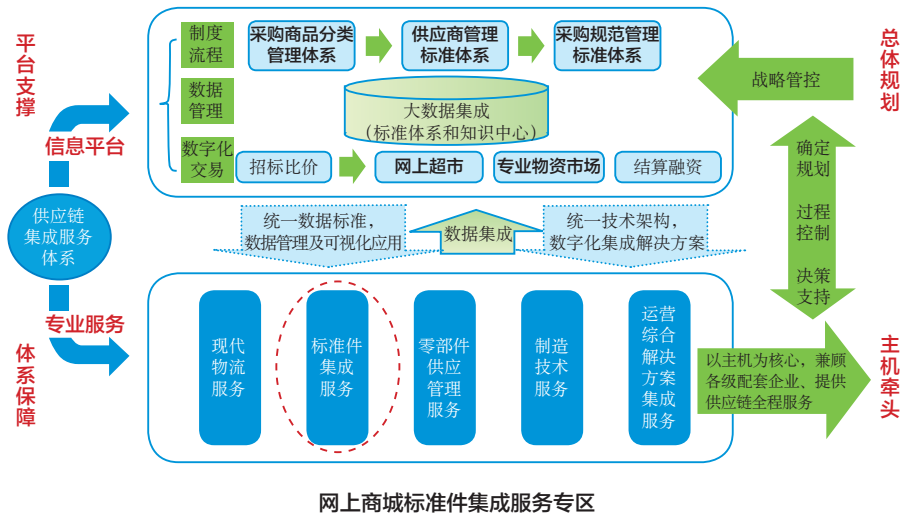 平台支撑
信息平台
供应链
集成服务
体系
专业服务
体系保障
制度
流程
采购商品分类
管理体系
供应商管理
标准体系
采购规范管理
标准体系
数据
管理
大数据集成
(标准体系和知识中心)
数字化
交易
招标比价
网上超市
专业物资市场
结算融资
统一数据标准,
数据管理及可视化应用
数据集成
统一技术架构,
数字化集成解决方案
现代
物流
服务
标准件
集成
服务
零部件
供应
管理
服务
制造
技术
服务
运营
综合
解决
方案
集成
服务
战略管控
总体规划
确定
规划
过程
控制
决策
支持
以主机为核心，兼顾
各级配套企业、提供
供应链全程服务
主机牵头
网上商城标准件集成服务专区